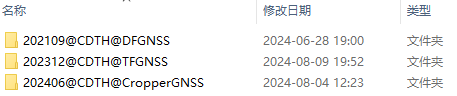 名称 修改日期 类型
202109@CDTH@DFGNSS 2024-06-28 19:00 文件夹
202312@CDTH@TFGNSS 2024-08-09 19:52 文件夹
202406@CDTH@CropperGNSS 2024-08-04 12:23 文件夹